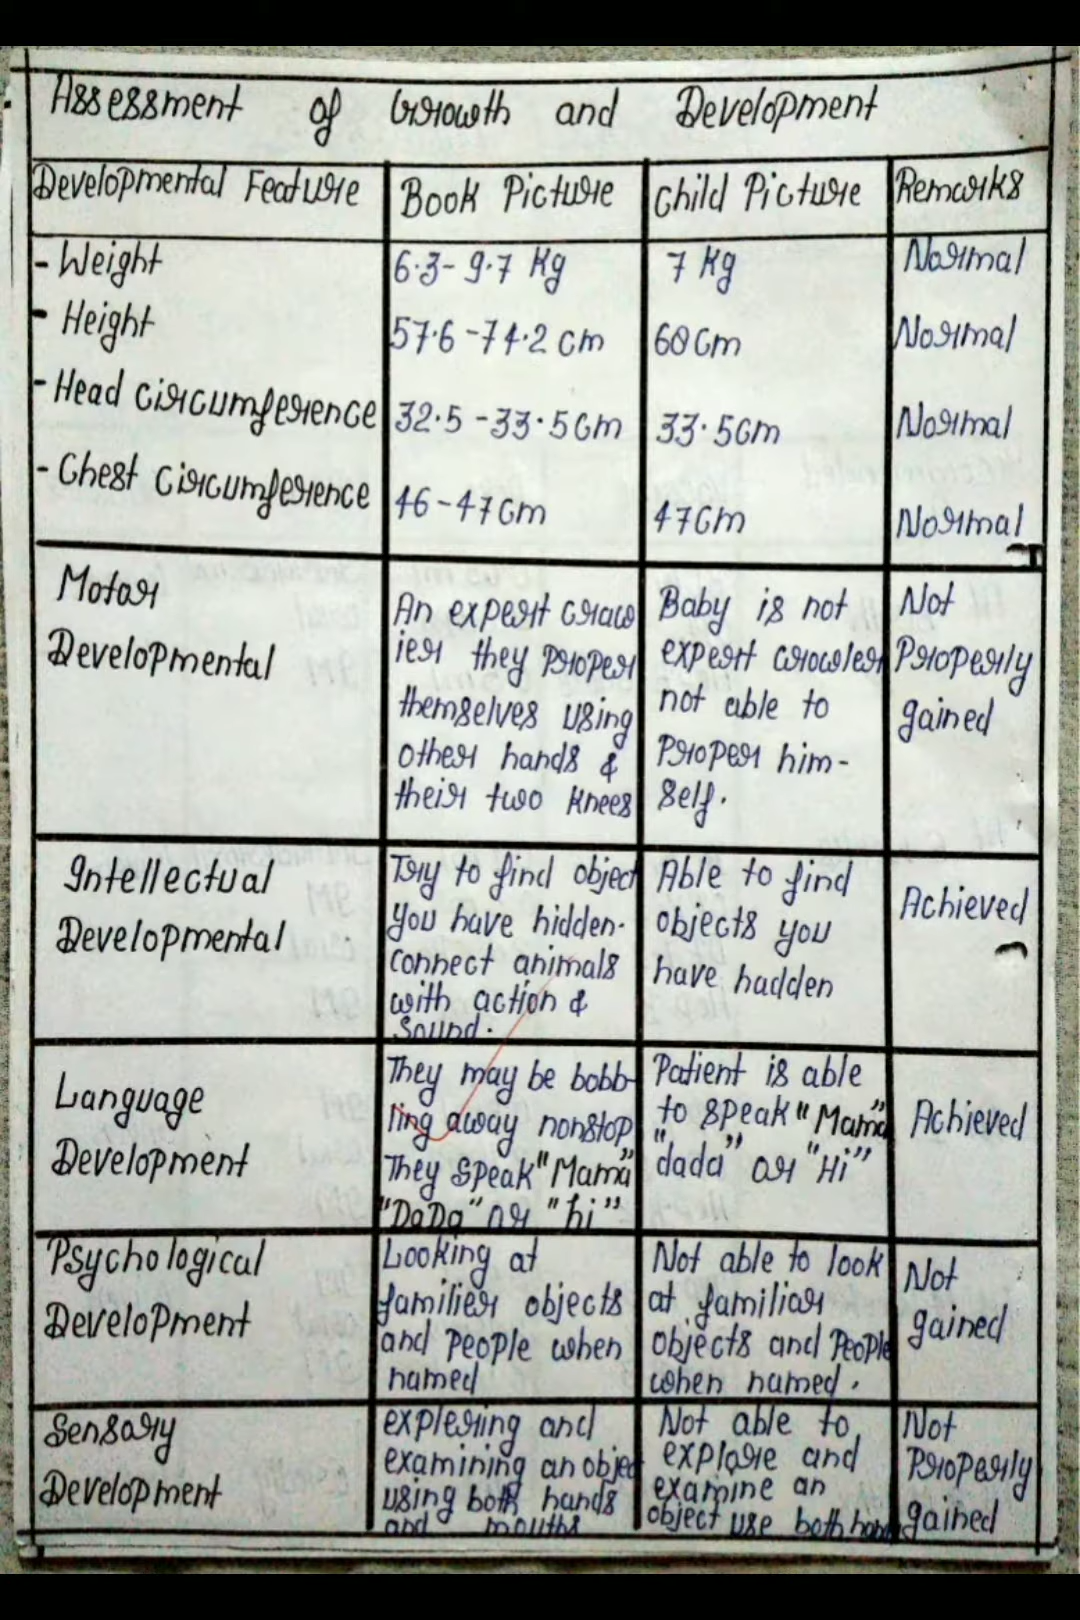 Assessment of Growth and Development
Developmental Feature
Book Picture
Child Picture
Remarks
- Weight
6.3 - 9.7 Kg
7 Kg
Normal
- Height
57.6 - 74.2 cm
60 cm
Normal
- Head circumference
32.5 - 33.5 cm
33.5 cm
Normal
- Chest circumference
46 - 47 cm
47 cm
Normal
Motor
Developmental
An expert craw
ler they proper
themselves using
other hands &
their two knees
Baby is not
expert crowler
not able to
proper him-
self.
Not
Properly
gained
Intellectual
Developmental
Try to find object
you have hidden.
connect animals
with action &
sound.
Able to find
objects you
have hadden
Achieved
Language
Development
They may be bobb-
ling away nonstop
They speak "Mama"
"DaDa" or "hi"
Patient is able
to speak "Mama"
"dada" or "Hi"
Achieved
Psychological
Development
Looking at
familier objects
and people when
named
Not able to look
at familiar
objects and people
when named.
Not
gained
Sensory
Development
explering and
examining an objec
using both hands
and mouths
Not able to
explore and
examine an
object use both hand
Not
Properly
gained